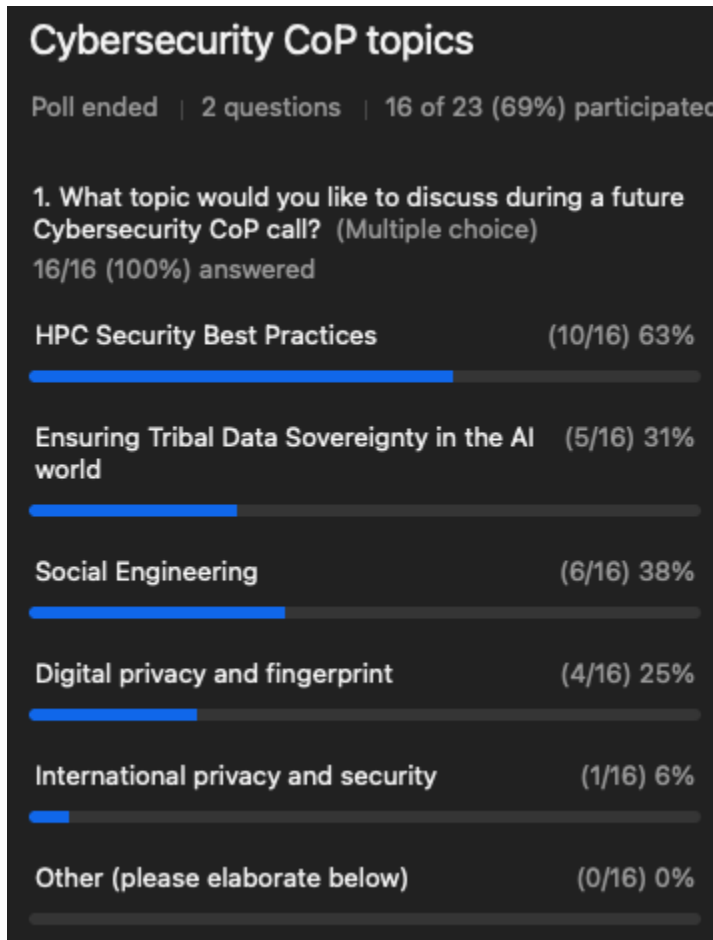 Cybersecurity CoP topics
Poll ended | 2 questions | 16 of 23 (69%) participated
1. What topic would you like to discuss during a future
Cybersecurity CoP call? (Multiple choice)
16/16 (100%) answered
HPC Security Best Practices (10/16) 63%
Ensuring Tribal Data Sovereignty in the AI (5/16) 31%
world
Social Engineering (6/16) 38%
Digital privacy and fingerprint (4/16) 25%
International privacy and security (1/16) 6%
Other (please elaborate below) (0/16) 0%